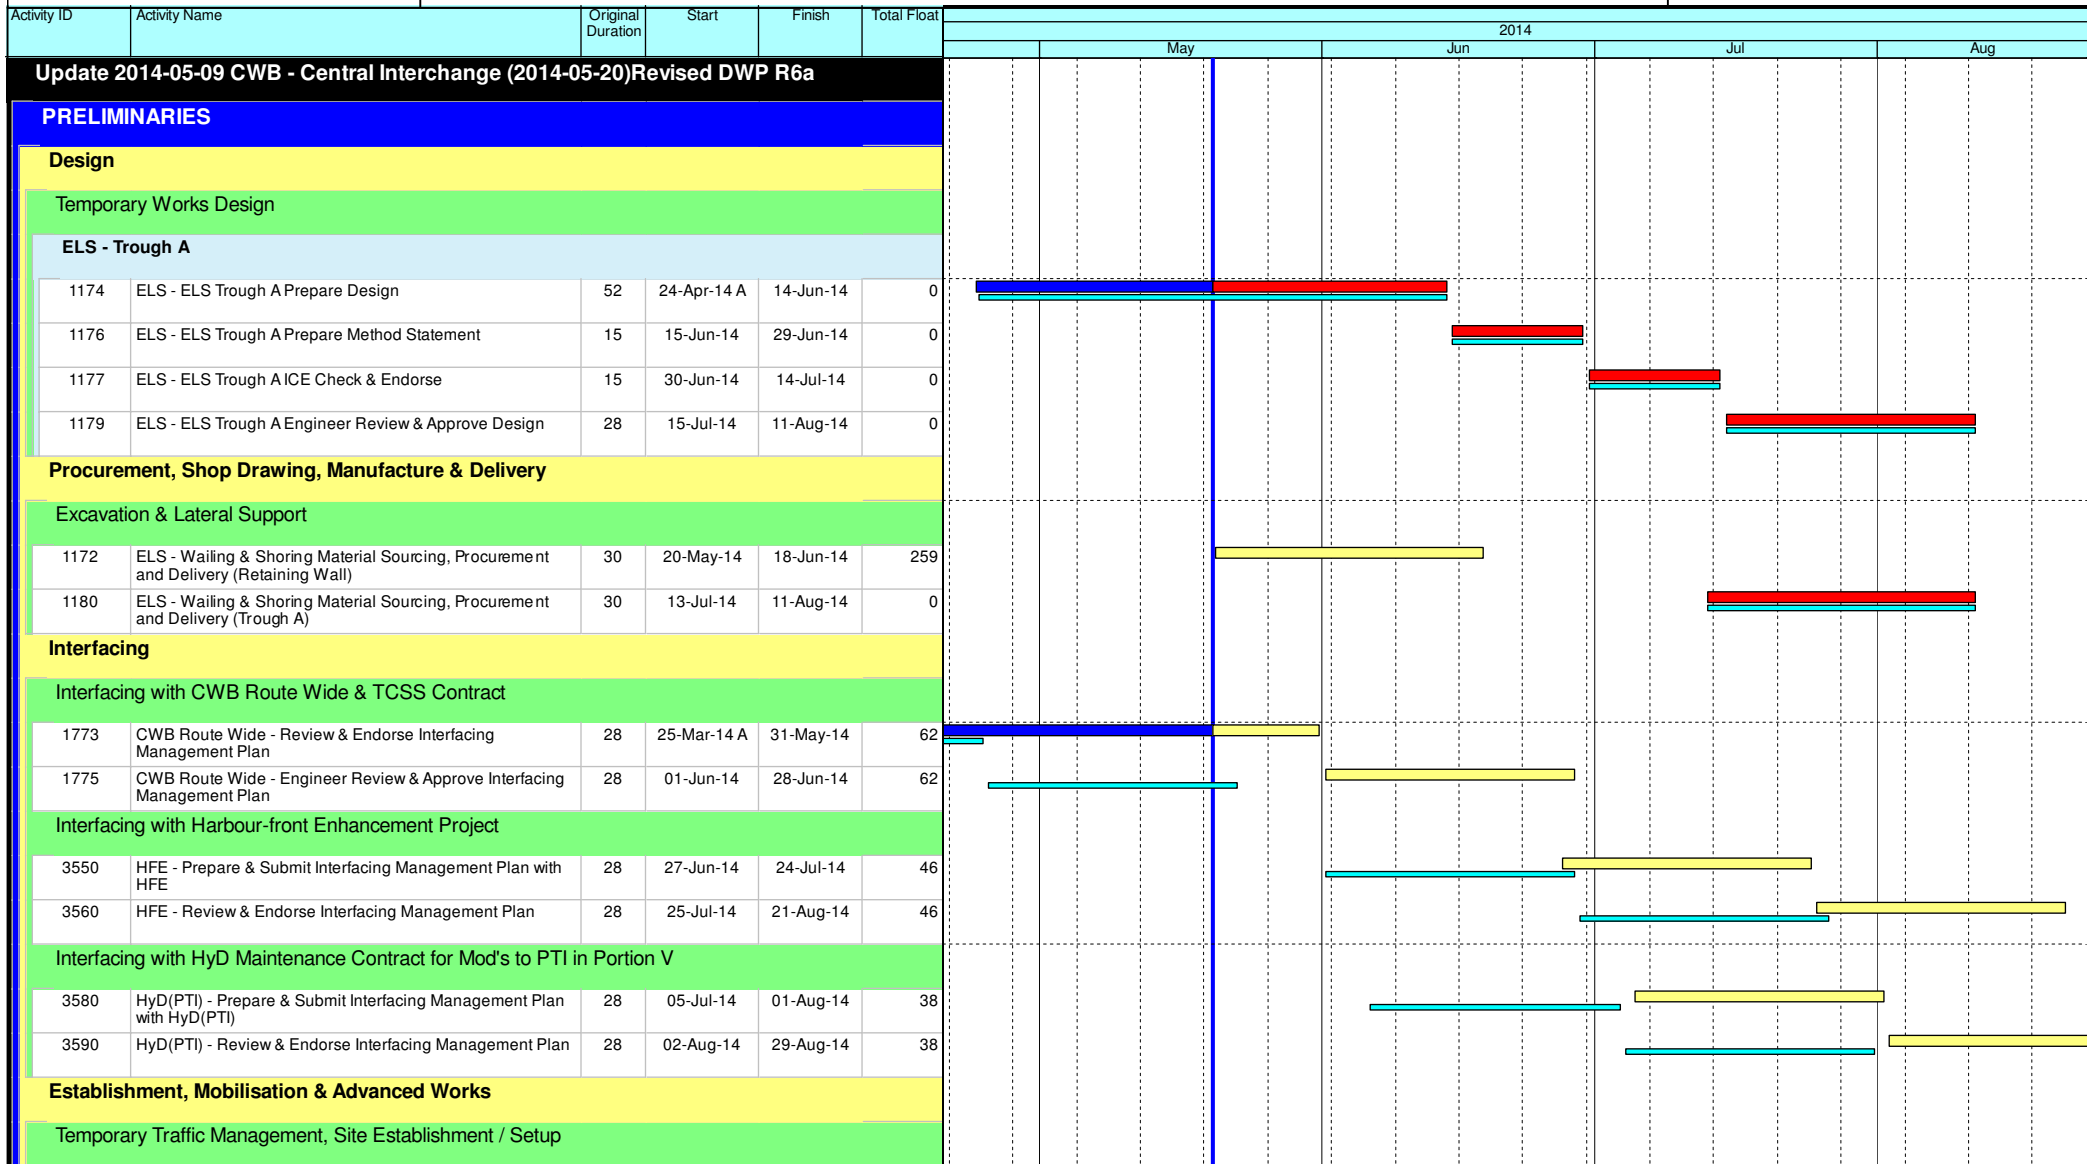 Activity ID Activity Name Original Start Finish Total Float
Duration
2014
May Jun Jul Aug
Update 2014-05-09 CWB - Central Interchange (2014-05-20)Revised DWP R6a
PRELIMINARIES
Design
Temporary Works Design
ELS - Trough A
1174 ELS - ELS Trough A Prepare Design 52 24-Apr-14 A 14-Jun-14 0
1176 ELS - ELS Trough A Prepare Method Statement 15 15-Jun-14 29-Jun-14 0
1177 ELS - ELS Trough A ICE Check & Endorse 15 30-Jun-14 14-Jul-14 0
1179 ELS - ELS Trough A Engineer Review & Approve Design 28 15-Jul-14 11-Aug-14 0
Procurement, Shop Drawing, Manufacture & Delivery
Excavation & Lateral Support
1172 ELS - Wailing & Shoring Material Sourcing, Procurement 30 20-May-14 18-Jun-14 259
and Delivery (Retaining Wall)
1180 ELS - Wailing & Shoring Material Sourcing, Procurement 30 13-Jul-14 11-Aug-14 0
and Delivery (Trough A)
Interfacing
Interfacing with CWB Route Wide & TCSS Contract
1773 CWB Route Wide - Review & Endorse Interfacing 28 25-Mar-14 A 31-May-14 62
Management Plan
1775 CWB Route Wide - Engineer Review & Approve Interfacing 28 01-Jun-14 28-Jun-14 62
Management Plan
Interfacing with Harbour-front Enhancement Project
3550 HFE - Prepare & Submit Interfacing Management Plan with 28 27-Jun-14 24-Jul-14 46
HFE
3560 HFE - Review & Endorse Interfacing Management Plan 28 25-Jul-14 21-Aug-14 46
Interfacing with HyD Maintenance Contract for Mod's to PTI in Portion V
3580 HyD(PTI) - Prepare & Submit Interfacing Management Plan 28 05-Jul-14 01-Aug-14 38
with HyD(PTI)
3590 HyD(PTI) - Review & Endorse Interfacing Management Plan 28 02-Aug-14 29-Aug-14 38
Establishment, Mobilisation & Advanced Works
Temporary Traffic Management, Site Establishment / Setup